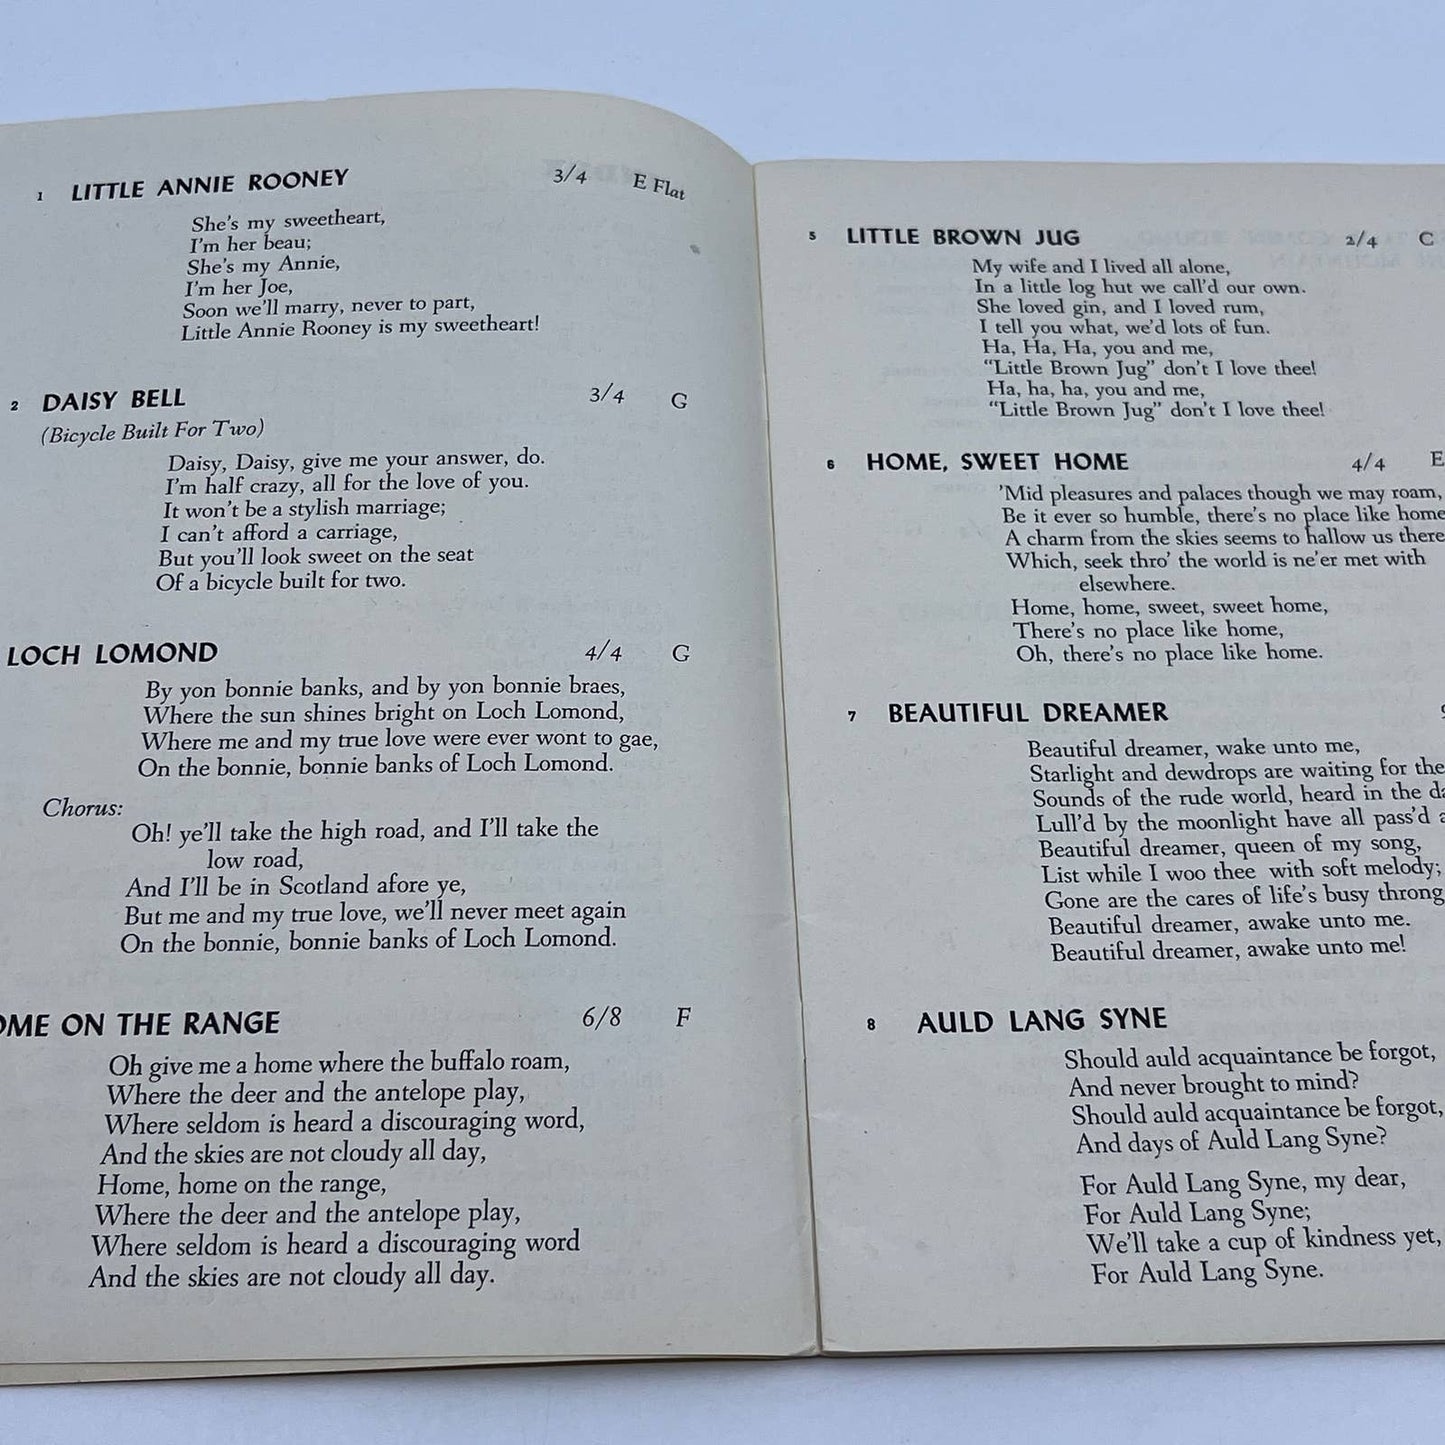 1 LITTLE ANNIE ROONEY 3/4 E Flat
She's my sweetheart,
I'm her beau;
She's my Annie,
I'm her Joe,
Soon we'll marry, never to part,
Little Annie Rooney is my sweetheart!
2 DAISY BELL 3/4 G
(Bicycle Built For Two)
Daisy, Daisy, give me your answer, do.
I'm half crazy, all for the love of you.
It won't be a stylish marriage;
I can't afford a carriage,
But you'll look sweet on the seat
Of a bicycle built for two.
LOCH LOMOND 4/4 G
By yon bonnie banks, and by yon bonnie braes,
Where the sun shines bright on Loch Lomond,
Where me and my true love were ever wont to gae,
On the bonnie, bonnie banks of Loch Lomond.
Chorus:
Oh! ye'll take the high road, and I'll take the
low road,
And I'll be in Scotland afore ye,
But me and my true love, we'll never meet again
On the bonnie, bonnie banks of Loch Lomond.
OME ON THE RANGE 6/8 F
Oh give me a home where the buffalo roam,
Where the deer and the antelope play,
Where seldom is heard a discouraging word,
And the skies are not cloudy all day,
Home, home on the range,
Where the deer and the antelope play,
Where seldom is heard a discouraging word
And the skies are not cloudy all day.
5 LITTLE BROWN JUG 2/4 C
My wife and I lived all alone,
In a little log hut we call'd our own.
She loved gin, and I loved rum,
I tell you what, we'd lots of fun.
Ha, Ha, Ha, you and me,
"Little Brown Jug" don't I love thee!
Ha, ha, ha, you and me,
"Little Brown Jug" don't I love thee!
6 HOME, SWEET HOME 4/4 E
'Mid pleasures and palaces though we may roam,
Be it ever so humble, there's no place like home
A charm from the skies seems to hallow us there
Which, seek thro' the world is ne'er met with
elsewhere.
Home, home, sweet, sweet home,
There's no place like home,
Oh, there's no place like home.
7 BEAUTIFUL DREAMER
Beautiful dreamer, wake unto me,
Starlight and dewdrops are waiting for the
Sounds of the rude world, heard in the da
Lull'd by the moonlight have all pass'd a
Beautiful dreamer, queen of my song,
List while I woo thee with soft melody;
Gone are the cares of life's busy throng
Beautiful dreamer, awake unto me.
Beautiful dreamer, awake unto me!
8 AULD LANG SYNE
Should auld acquaintance be forgot,
And never brought to mind?
Should auld acquaintance be forgot,
And days of Auld Lang Syne?
For Auld Lang Syne, my dear,
For Auld Lang Syne;
We'll take a cup of kindness yet,
For Auld Lang Syne.